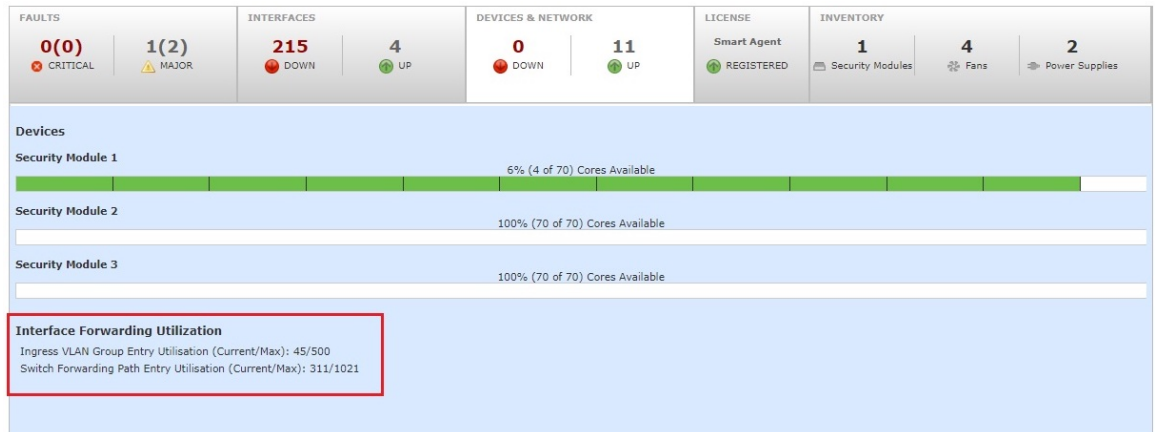 FAULTS
0(0)
CRITICAL
1(2)
MAJOR
INTERFACES
215
DOWN
4
UP
DEVICES & NETWORK
0
DOWN
11
UP
LICENSE
Smart Agent
REGISTERED
INVENTORY
1
Security Modules
4
Fans
2
Power Supplies
Devices
Security Module 1
6% (4 of 70) Cores Available
Security Module 2
100% (70 of 70) Cores Available
Security Module 3
100% (70 of 70) Cores Available
Interface Forwarding Utilization
Ingress VLAN Group Entry Utilisation (Current/Max): 45/500
Switch Forwarding Path Entry Utilisation (Current/Max): 311/1021